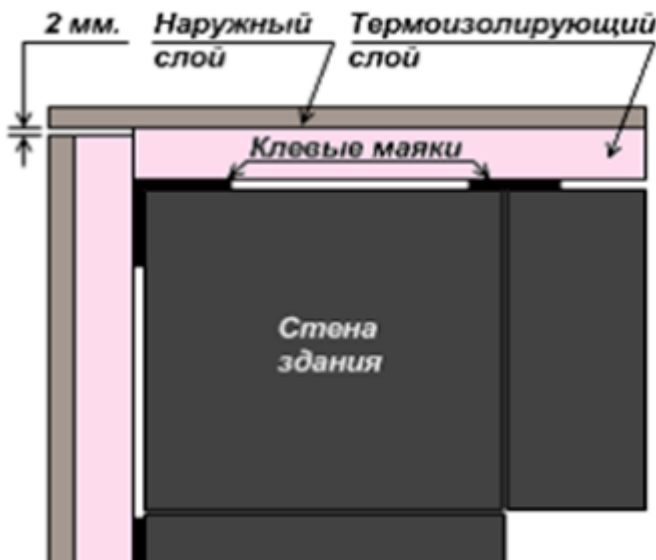 2 мм. Наружный слой
Термоизолирующий слой
Клевые маяки
Стена
здания